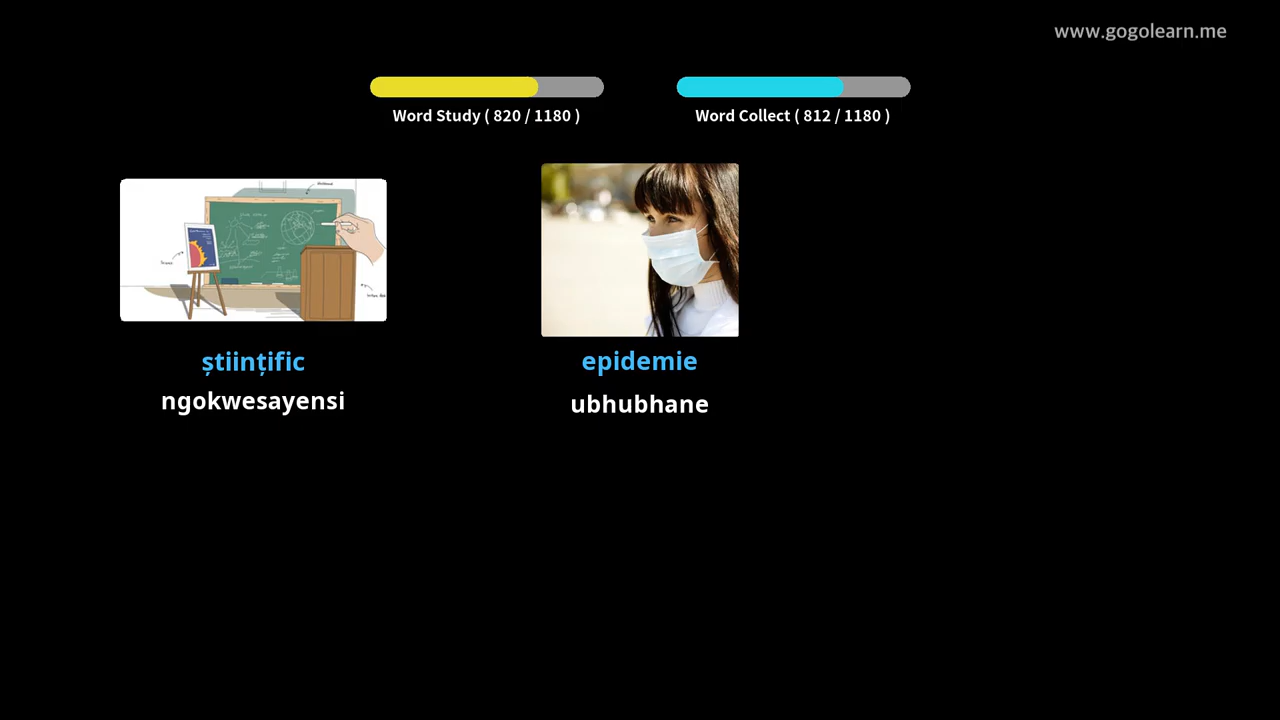 www.gogolearn.me
Word Study ( 820 / 1180 )
Word Collect ( 812 / 1180 )
științific
ngokwesayensi
epidemie
ubhubhane